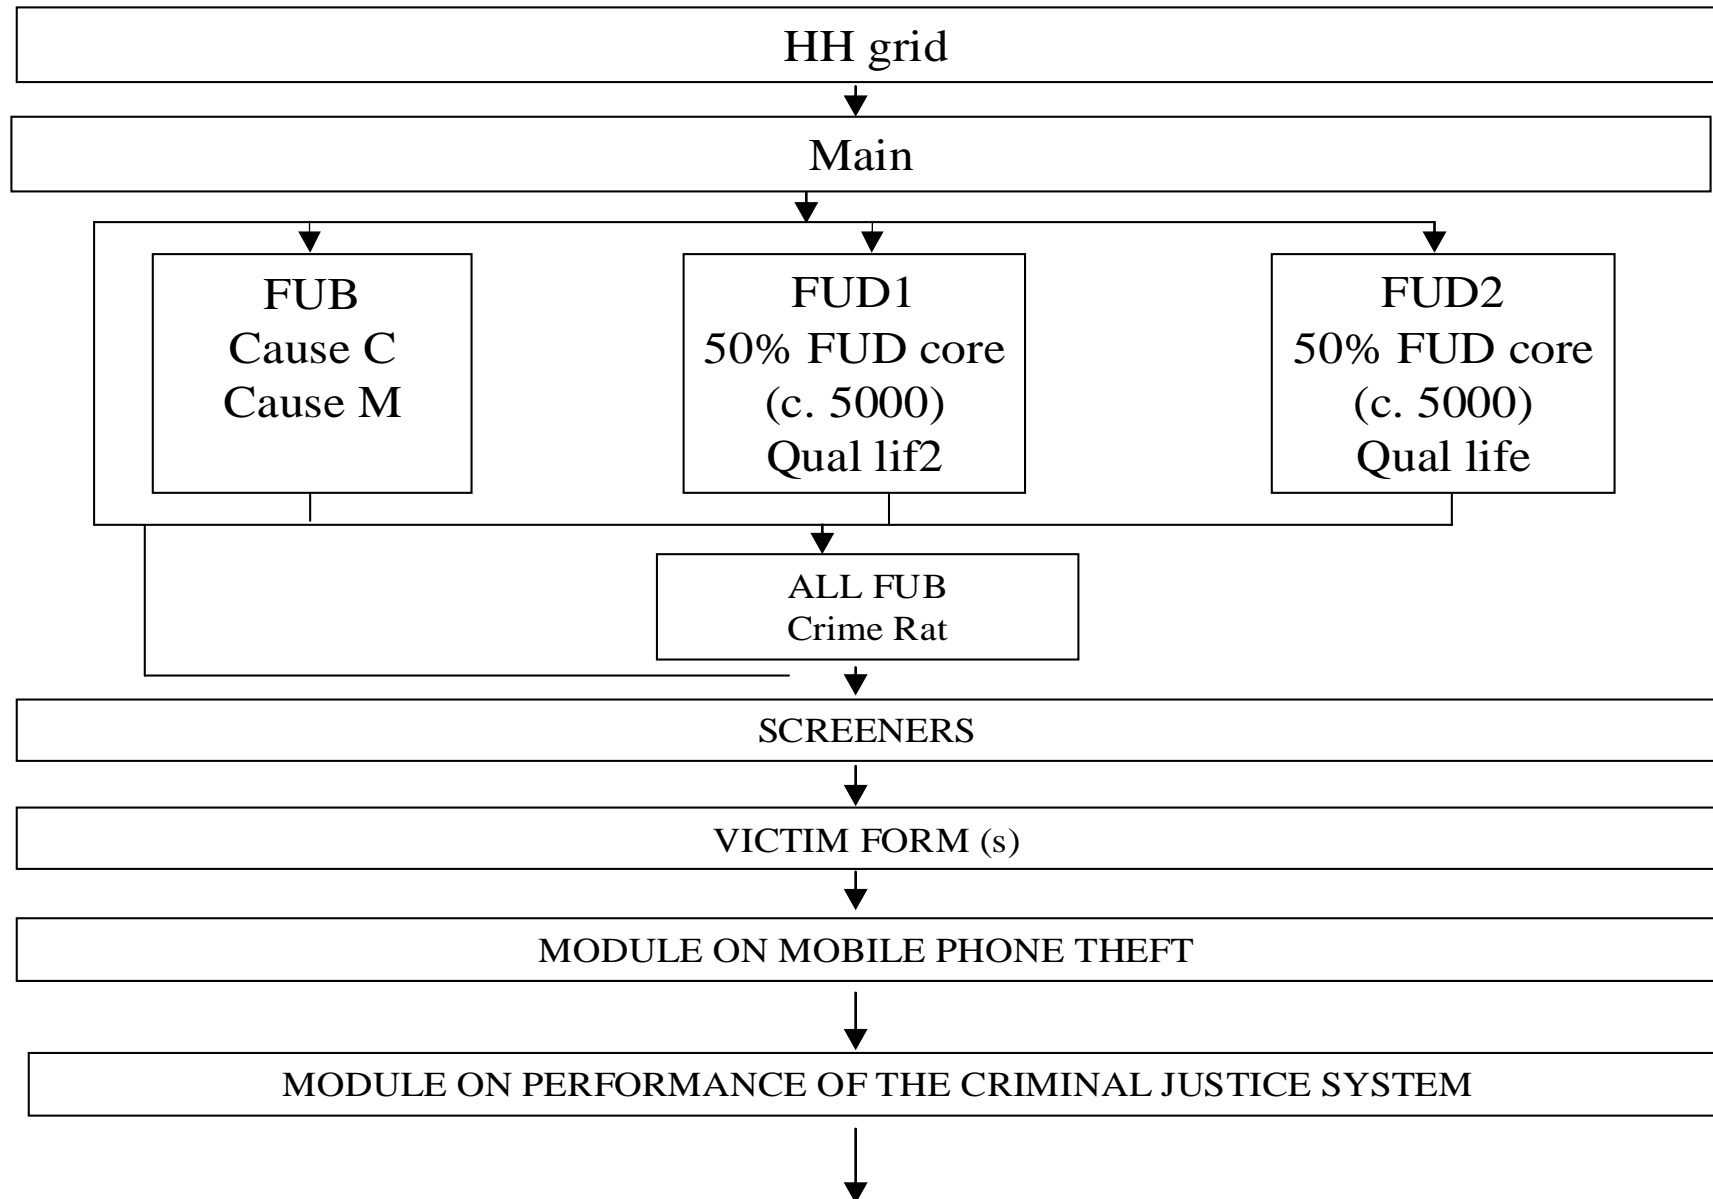 HH grid
Main
FUB
Cause C
Cause M
FUD1
50% FUD core
(c. 5000)
Qual lif2
FUD2
50% FUD core
(c. 5000)
Qual life
ALL FUB
Crime Rat
SCREENERS
VICTIM FORM (s)
MODULE ON MOBILE PHONE THEFT
MODULE ON PERFORMANCE OF THE CRIMINAL JUSTICE SYSTEM